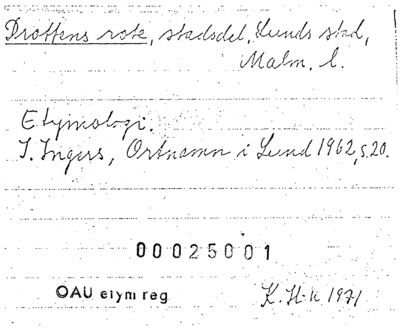 Drottens rote, stadsdel, Lunds stad,
Malm. l.
Etymologi.
I. Ingers, Ortnamn i Lund 1962, s. 20.
00025001
OAU etym reg
K. H-k 1971